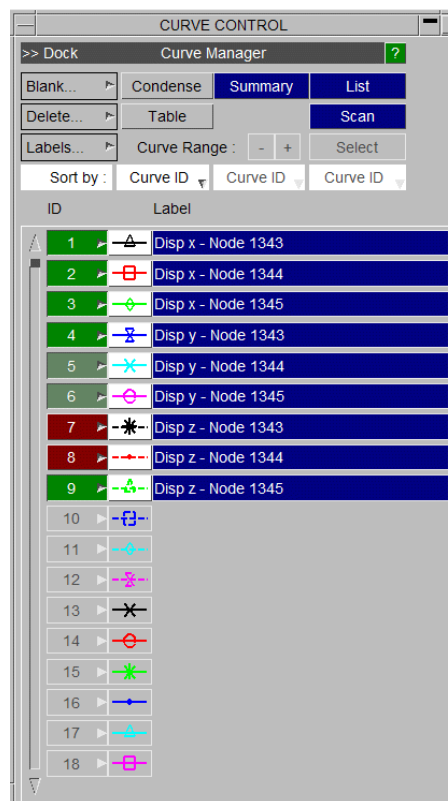 CURVE CONTROL
>> Dock Curve Manager ?
Blank... Condense Summary List
Delete... Table Scan
Labels... Curve Range : - + Select
Sort by : Curve ID Curve ID Curve ID
ID Label
1 Disp x - Node 1343
2 Disp x - Node 1344
3 Disp x - Node 1345
4 Disp y - Node 1343
5 Disp y - Node 1344
6 Disp y - Node 1345
7 Disp z - Node 1343
8 Disp z - Node 1344
9 Disp z - Node 1345
10
11
12
13
14
15
16
17
18